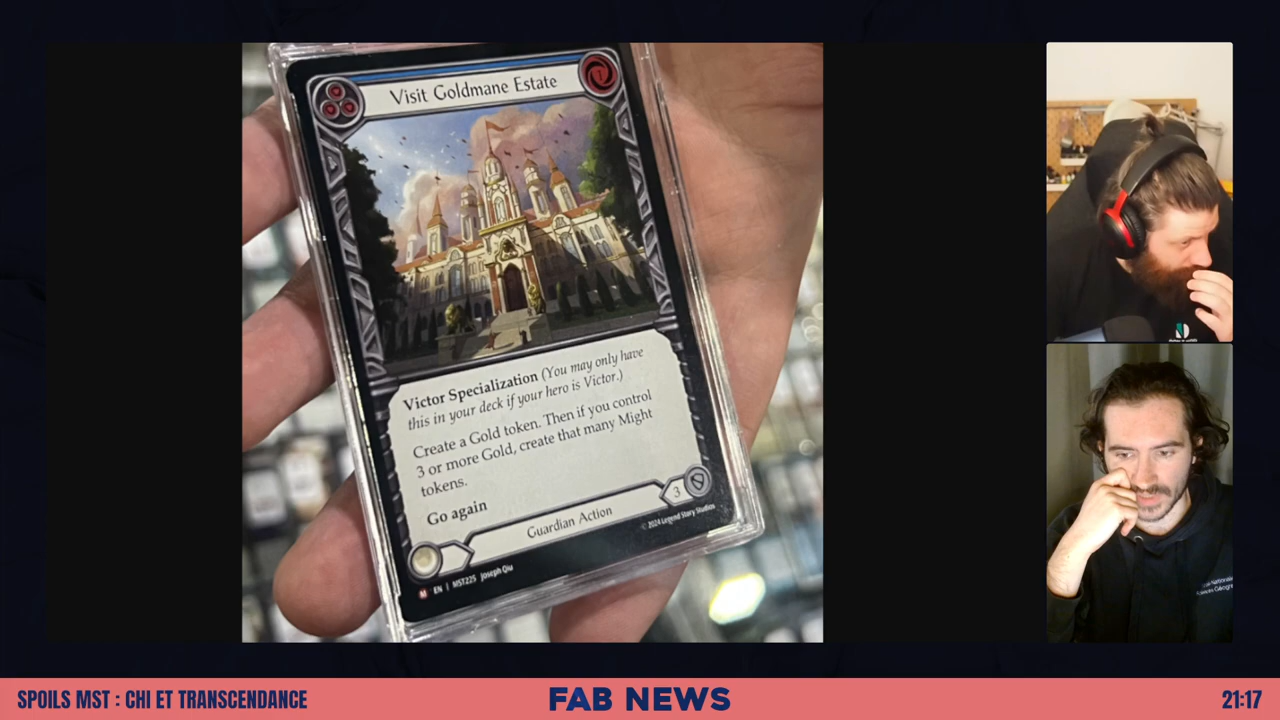 1
Visit Goldmane Estate
Victor Specialization (You may only have
this in your deck if your hero is Victor.)
Create a Gold token. Then if you control
3 or more Gold, create that many Might
tokens.
Go again
Guardian Action
3
© 2024 Legend Story Studios
M EN | MST225 Joseph Qiu
SPOILS MST : CHI ET TRANSCENDANCE
FAB NEWS
21:17